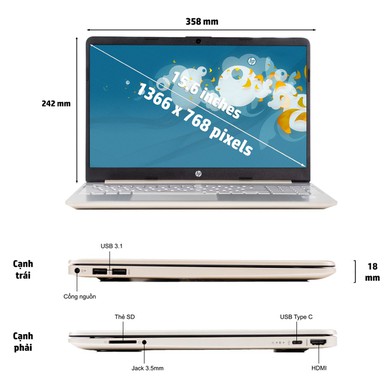 358 mm
242 mm
15.6 inches
1366 x 768 pixels
hp
hp
Cạnh
trái
USB 3.1
Cổng nguồn
18
mm
Cạnh
phải
Thẻ SD
USB Type C
Jack 3.5mm
HDMI